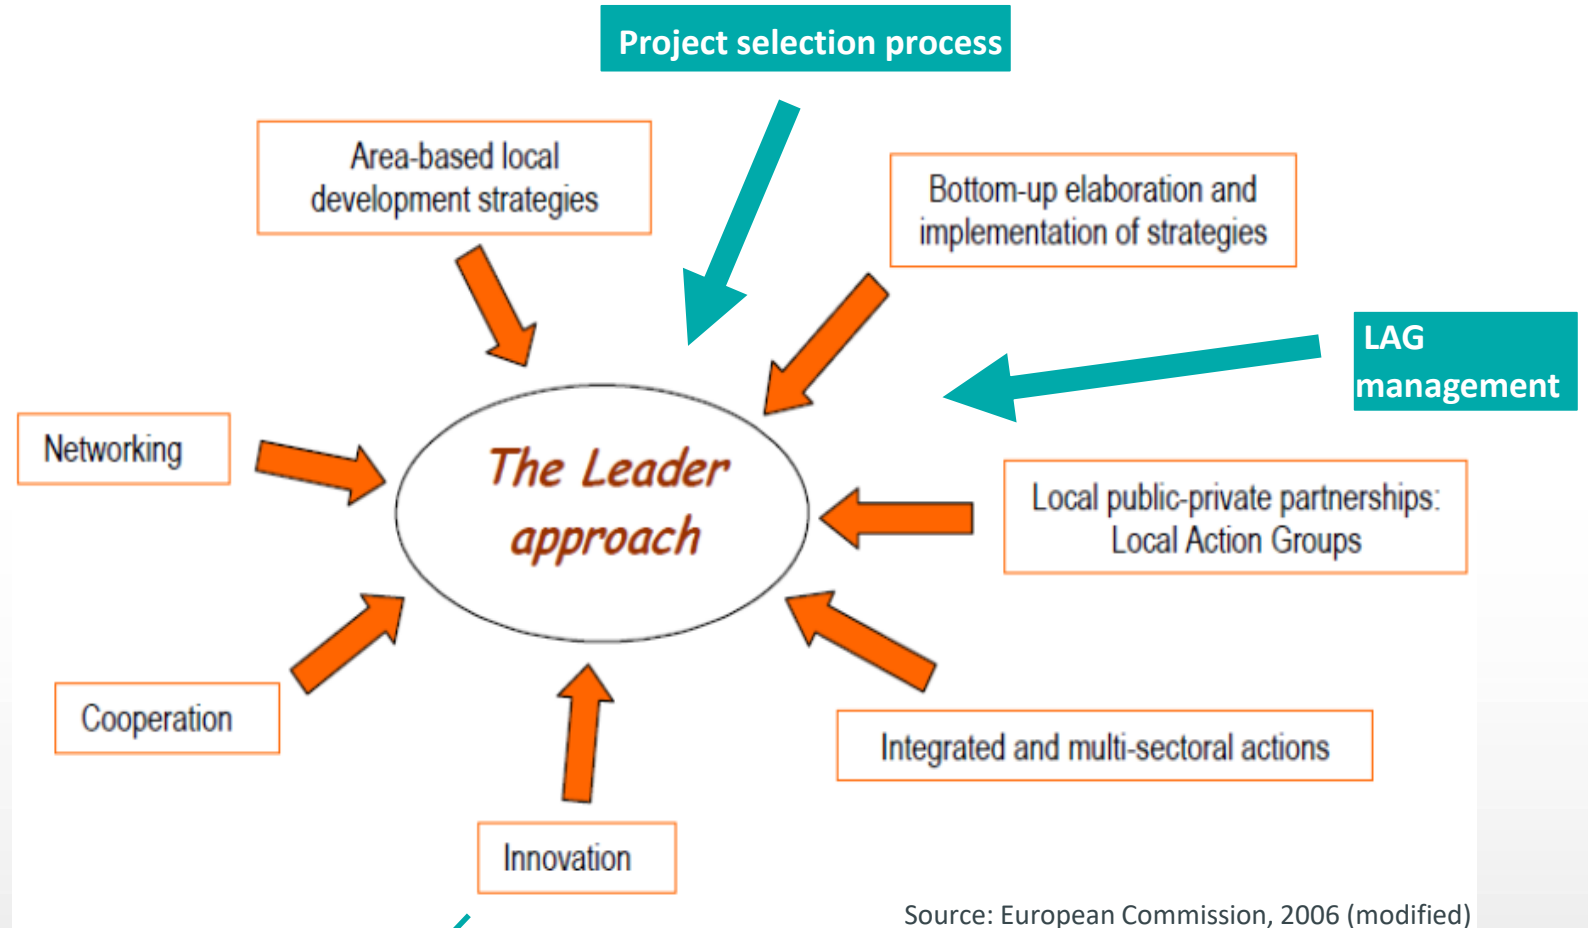 Project selection process
Area-based local
development strategies
Bottom-up elaboration and
implementation of strategies
LAG
management
Networking
The Leader
approach
Local public-private partnerships:
Local Action Groups
Cooperation
Integrated and multi-sectoral actions
Innovation
Source: European Commission, 2006 (modified)